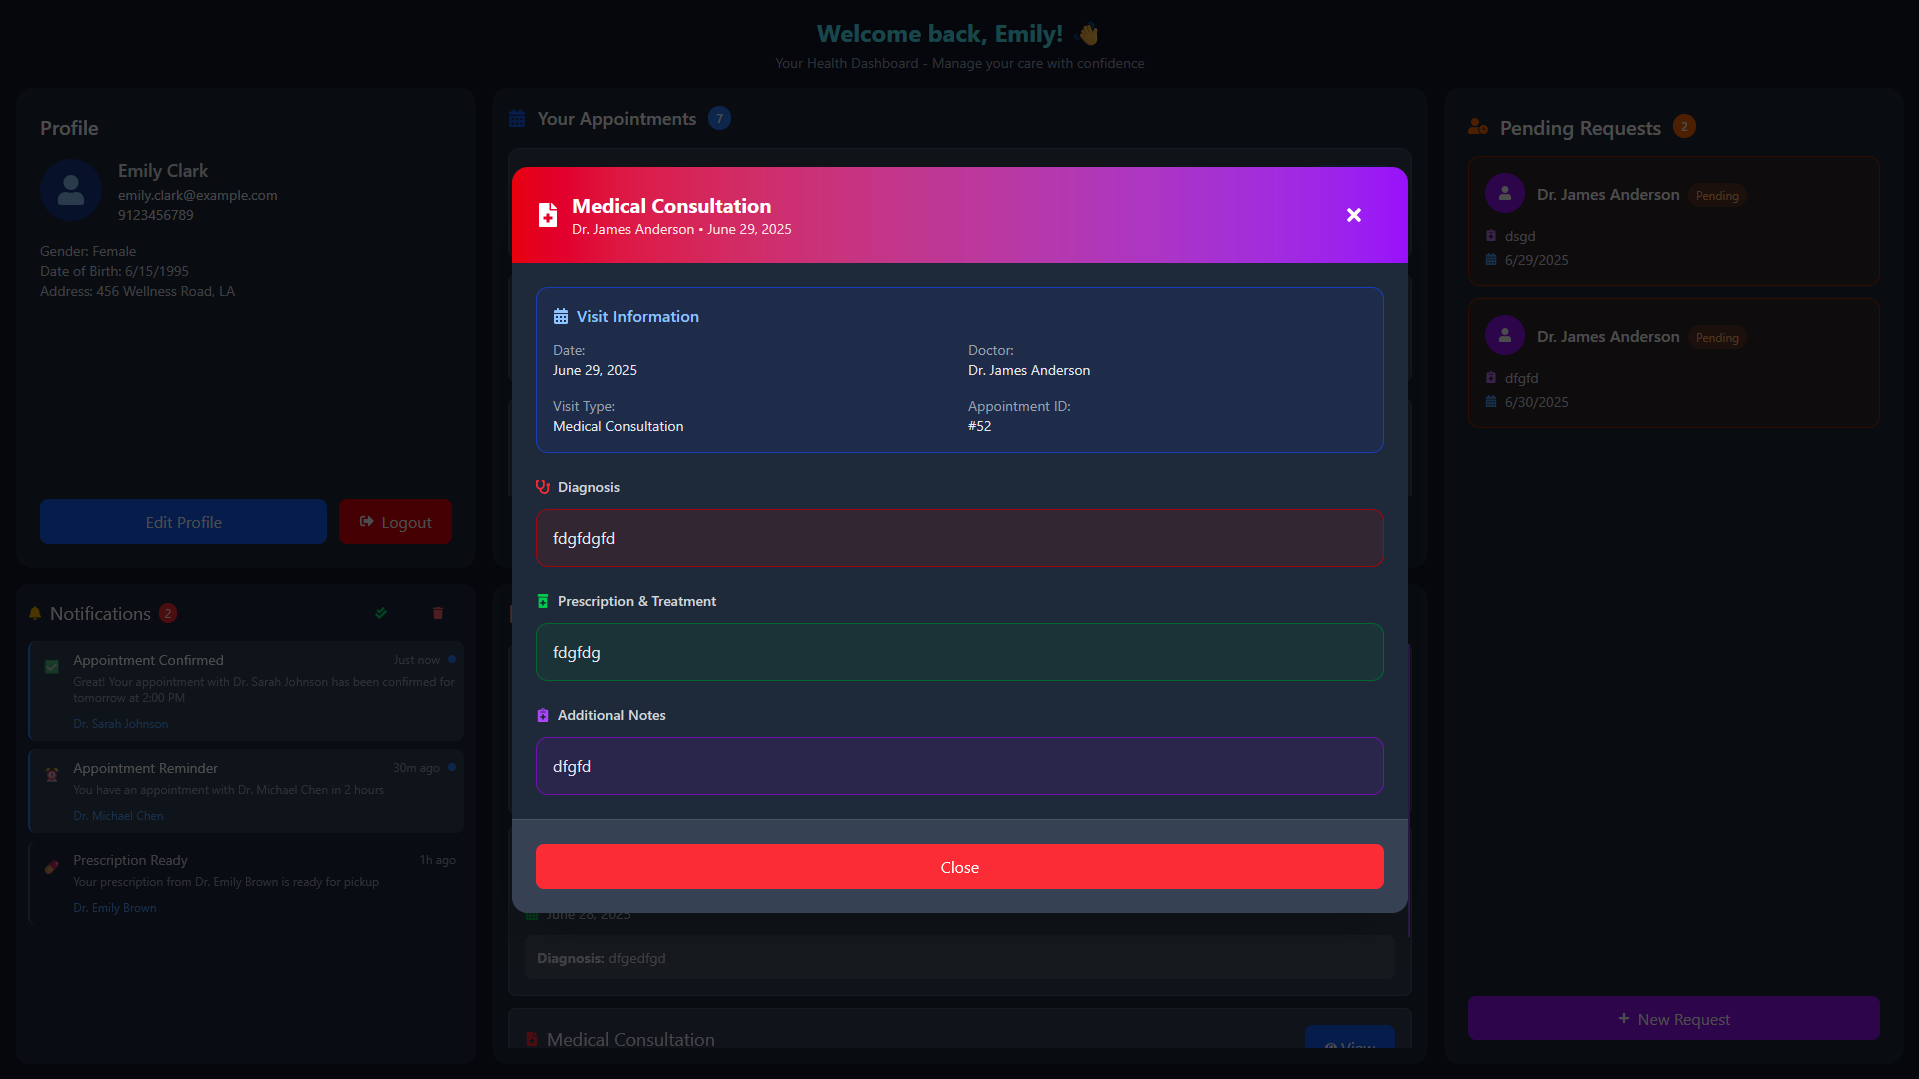 Welcome back, Emily! 👋
Your Health Dashboard - Manage your care with confidence
Profile
Emily Clark
emily.clark@example.com
9123456789
Gender: Female
Date of Birth: 6/15/1995
Address: 456 Wellness Road, LA
Edit Profile
Logout
Notifications 2
Appointment Confirmed
Just now
Great! Your appointment with Dr. Sarah Johnson has been confirmed for
tomorrow at 2:00 PM
Dr. Sarah Johnson
Appointment Reminder
30m ago
You have an appointment with Dr. Michael Chen in 2 hours
Dr. Michael Chen
Prescription Ready
1h ago
Your prescription from Dr. Emily Brown is ready for pickup
Dr. Emily Brown
Your Appointments 7
Medical Consultation
Dr. James Anderson • June 29, 2025
Visit Information
Date:
June 29, 2025
Doctor:
Dr. James Anderson
Visit Type:
Medical Consultation
Appointment ID:
#52
Diagnosis
fdgfdgfd
Prescription & Treatment
fdgfdg
Additional Notes
dfgfd
Close
June 28, 2025
Diagnosis: dfgedfgd
Medical Consultation
View
Pending Requests 2
Dr. James Anderson Pending
dsgd
6/29/2025
Dr. James Anderson Pending
dfgfd
6/30/2025
+ New Request